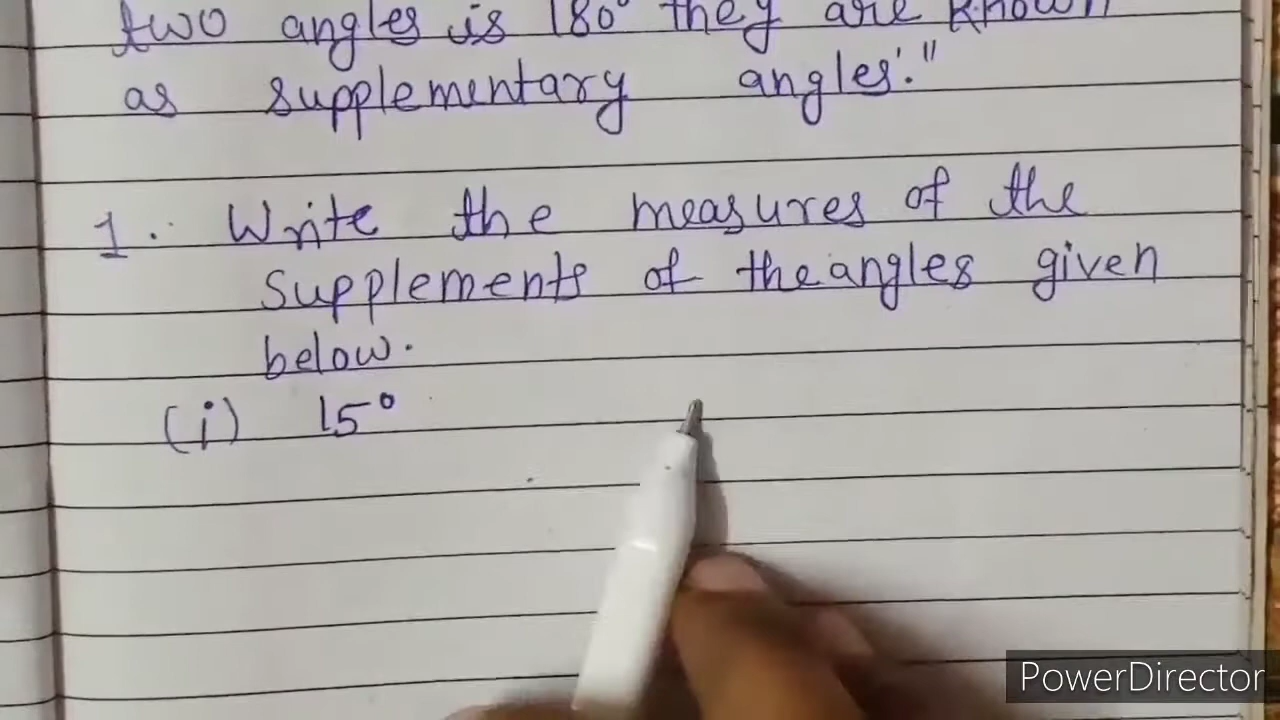 two angles is 180° they are known
as supplementary angles."
1. Write the measures of the
supplements of the angles given
below.
(i) 15°
PowerDirector